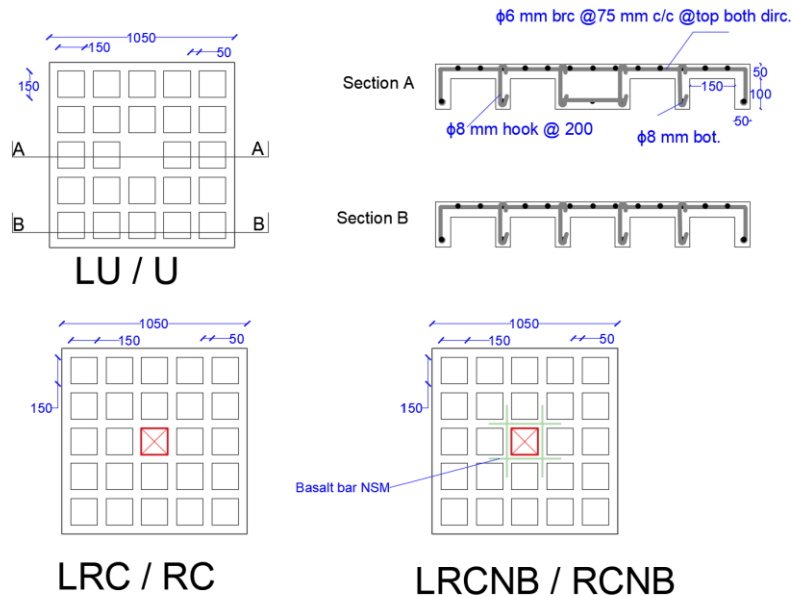 1050
150
50
150
A
A
B
B
LU / U
ϕ6 mm brc @75 mm c/c @top both dirc.
Section A
50
150
100
50
ϕ8 mm hook @ 200
ϕ8 mm bot.
Section B
1050
150
50
150
LRC / RC
1050
150
50
150
Basalt bar NSM
LRCNB / RCNB